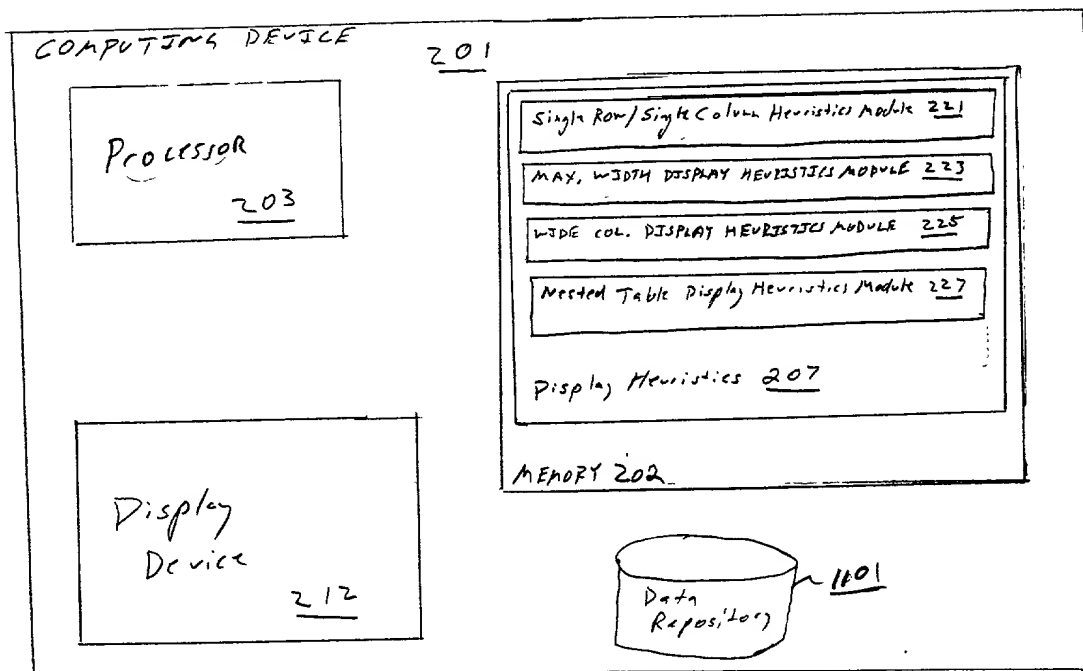 COMPUTING DEVICE
201
Processor
203
Single Row/Single Column Heuristics Module 221
MAX. WIDTH DISPLAY HEURISTICS MODULE 223
WIDE COL. DISPLAY HEURISTICS MODULE 225
Nested Table Display Heuristics Module 227
Display Heuristics 207
MEMORY 202
Display
Device
212
Data
Repository
1101